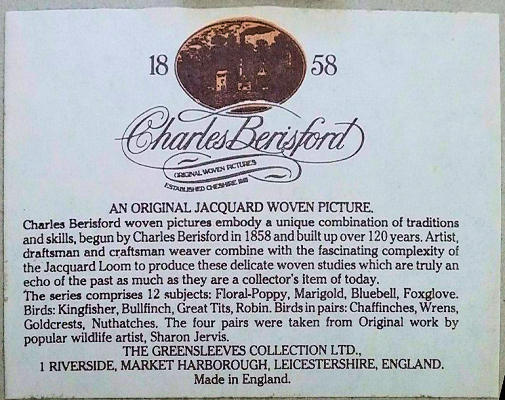 18 58
Charles Berisford
ORIGINAL WOVEN PICTURES
ESTABLISHED CHESHIRE
AN ORIGINAL JACQUARD WOVEN PICTURE.
Charles Berisford woven pictures embody a unique combination of traditions
and skills, begun by Charles Berisford in 1858 and built up over 120 years. Artist,
draftsman and craftsman weaver combine with the fascinating complexity of
the Jacquard Loom to produce these delicate woven studies which are truly an
echo of the past as much as they are a collector's item of today.
The series comprises 12 subjects: Floral-Poppy, Marigold, Bluebell, Foxglove.
Birds: Kingfisher, Bullfinch, Great Tits, Robin. Birds in pairs: Chaffinches, Wrens,
Goldcrests, Nuthatches. The four pairs were taken from Original work by
popular wildlife artist, Sharon Jervis.
THE GREENSLEEVES COLLECTION LTD.,
1 RIVERSIDE, MARKET HARBOROUGH, LEICESTERSHIRE, ENGLAND.
Made in England.